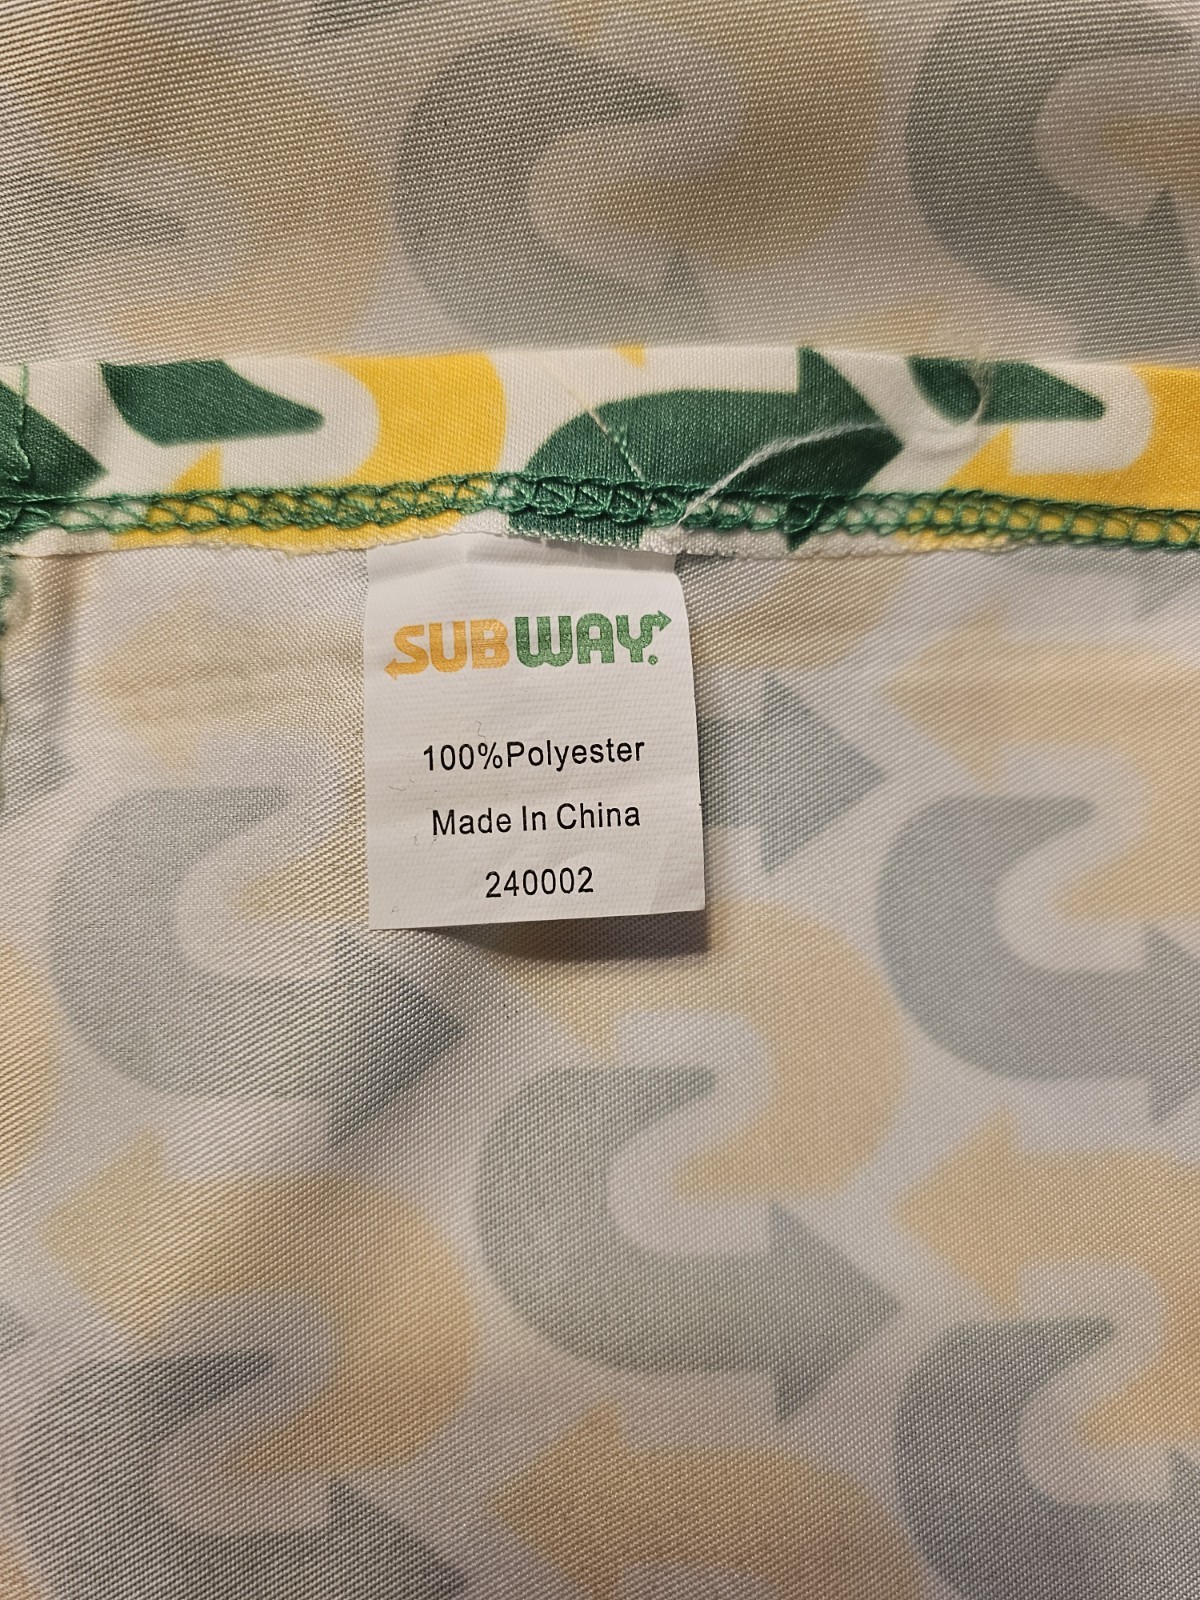 SUBWAY
100%Polyester
Made In China
240002